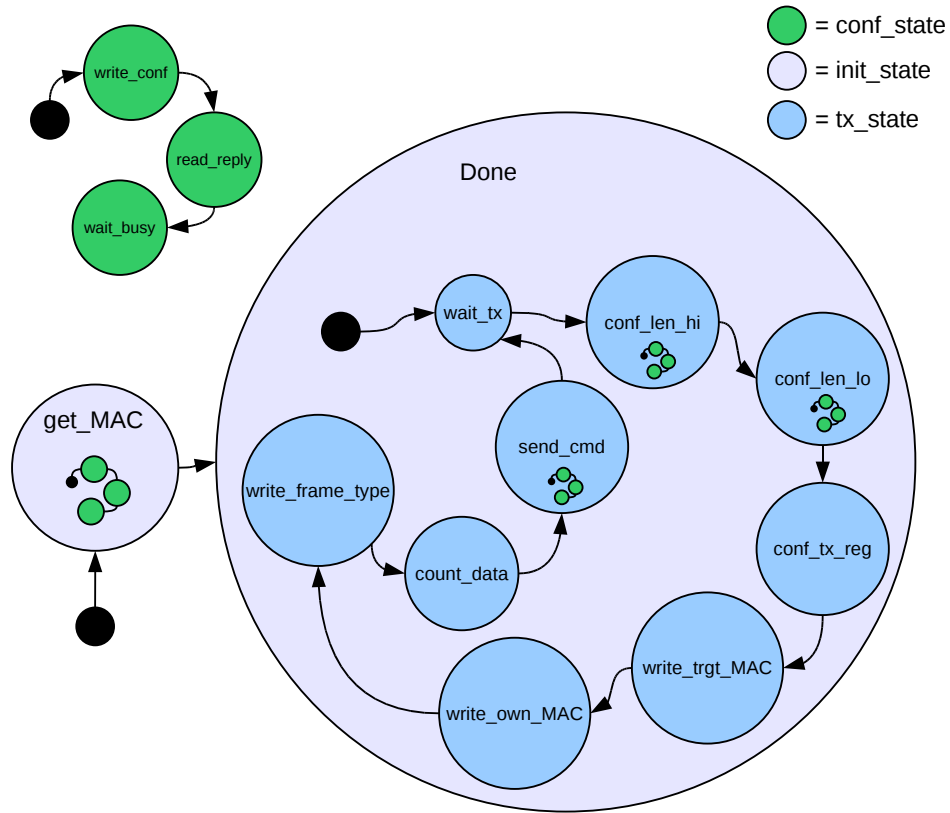 = conf_state
write_conf
= init_state
= tx_state
read_reply
Done
wait_busy
wait_tx
conf_len_hi
conf_len_lo
get_MAC
send_cmd
write_frame_type
conf_tx_reg
count_data
write_trgt_MAC
write_own_MAC